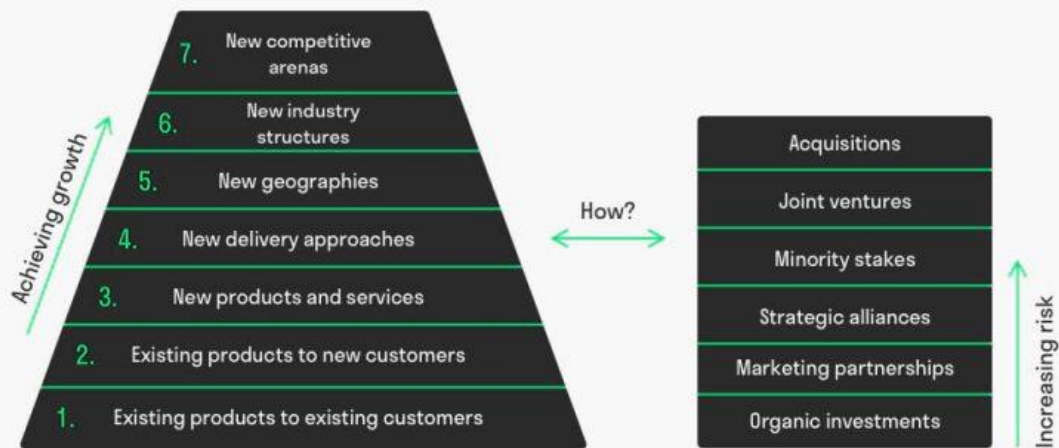 7. New competitive
arenas
6. New industry
structures
5. New geographies
4. New delivery approaches
3. New products and services
2. Existing products to new customers
1. Existing products to existing customers
Achieving growth
How?
Acquisitions
Joint ventures
Minority stakes
Strategic alliances
Marketing partnerships
Organic investments
Increasing risk